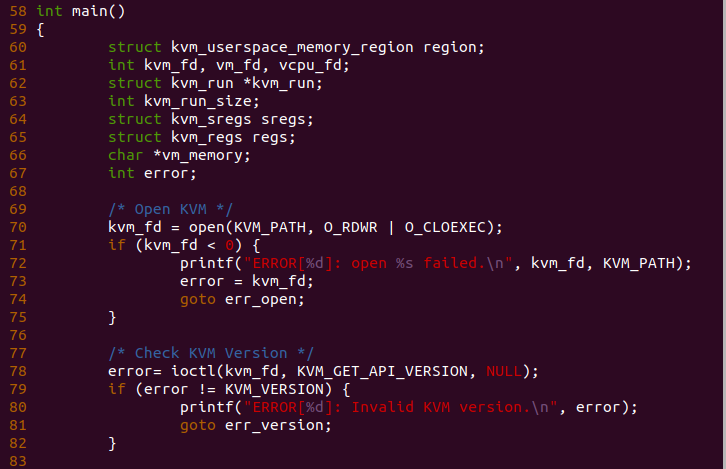 58 int main()
59 {
60         struct kvm_userspace_memory_region region;
61         int kvm_fd, vm_fd, vcpu_fd;
62         struct kvm_run *kvm_run;
63         int kvm_run_size;
64         struct kvm_sregs sregs;
65         struct kvm_regs regs;
66         char *vm_memory;
67         int error;
68
69         /* Open KVM */
70         kvm_fd = open(KVM_PATH, O_RDWR | O_CLOEXEC);
71         if (kvm_fd < 0) {
72                 printf("ERROR[%d]: open %s failed.\n", kvm_fd, KVM_PATH);
73                 error = kvm_fd;
74                 goto err_open;
75         }
76
77         /* Check KVM Version */
78         error= ioctl(kvm_fd, KVM_GET_API_VERSION, NULL);
79         if (error != KVM_VERSION) {
80                 printf("ERROR[%d]: Invalid KVM version.\n", error);
81                 goto err_version;
82         }
83